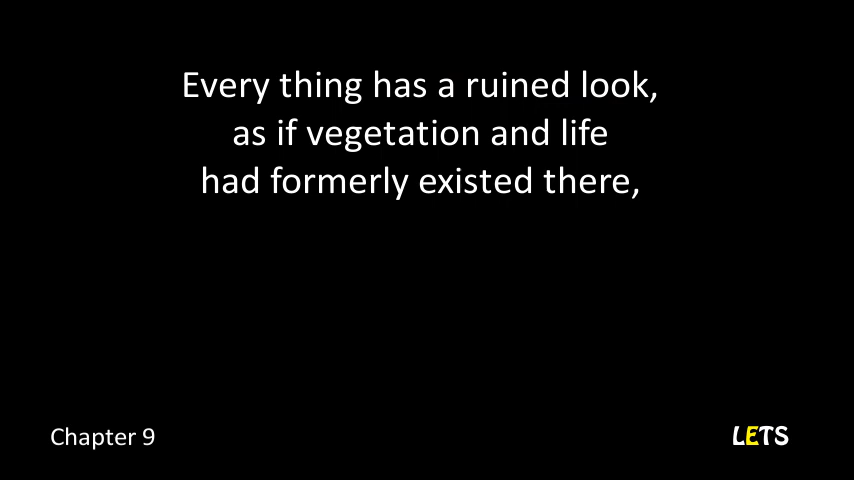 Every thing has a ruined look,
as if vegetation and life
had formerly existed there,
Chapter 9
LETS